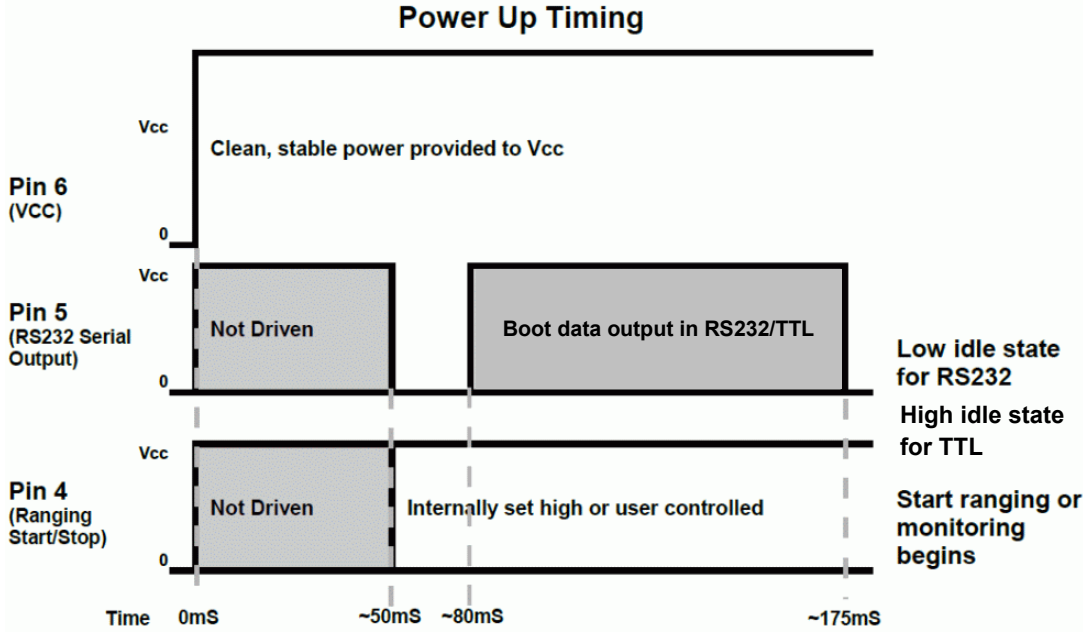 Power Up Timing
Vcc
Clean, stable power provided to Vcc
Pin 6
(VCC)
0
Vcc
Pin 5
(RS232 Serial
Output)
Not Driven
Boot data output in RS232/TTL
0
Low idle state
for RS232
High idle state
for TTL
Vcc
Pin 4
(Ranging
Start/Stop)
Not Driven
Internally set high or user controlled
0
Start ranging or
monitoring
begins
Time 0mS ~50mS ~80mS ~175mS